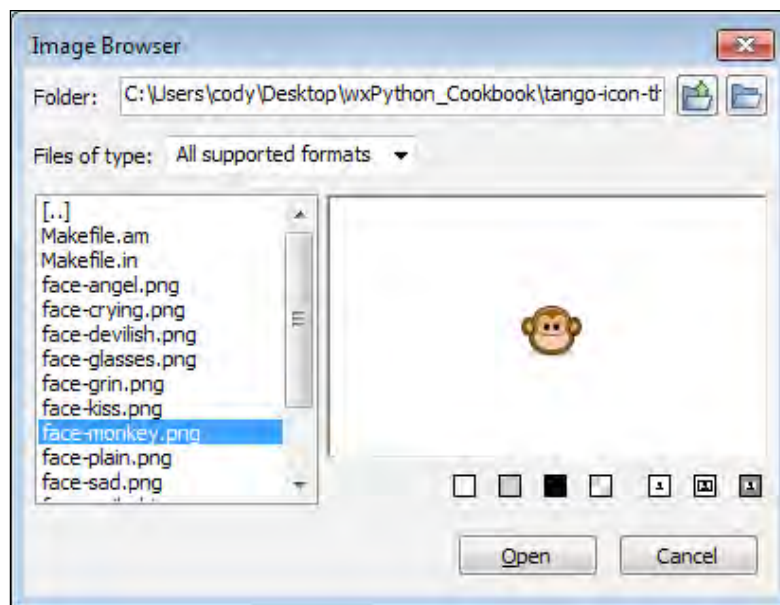 Image Browser
Folder: C:\Users\cody\Desktop\wxPython_Cookbook\tango-icon-th
Files of type: All supported formats
[..]
Makefile.am
Makefile.in
face-angel.png
face-crying.png
face-devilish.png
face-glasses.png
face-grin.png
face-kiss.png
face-monkey.png
face-plain.png
face-sad.png
Open Cancel